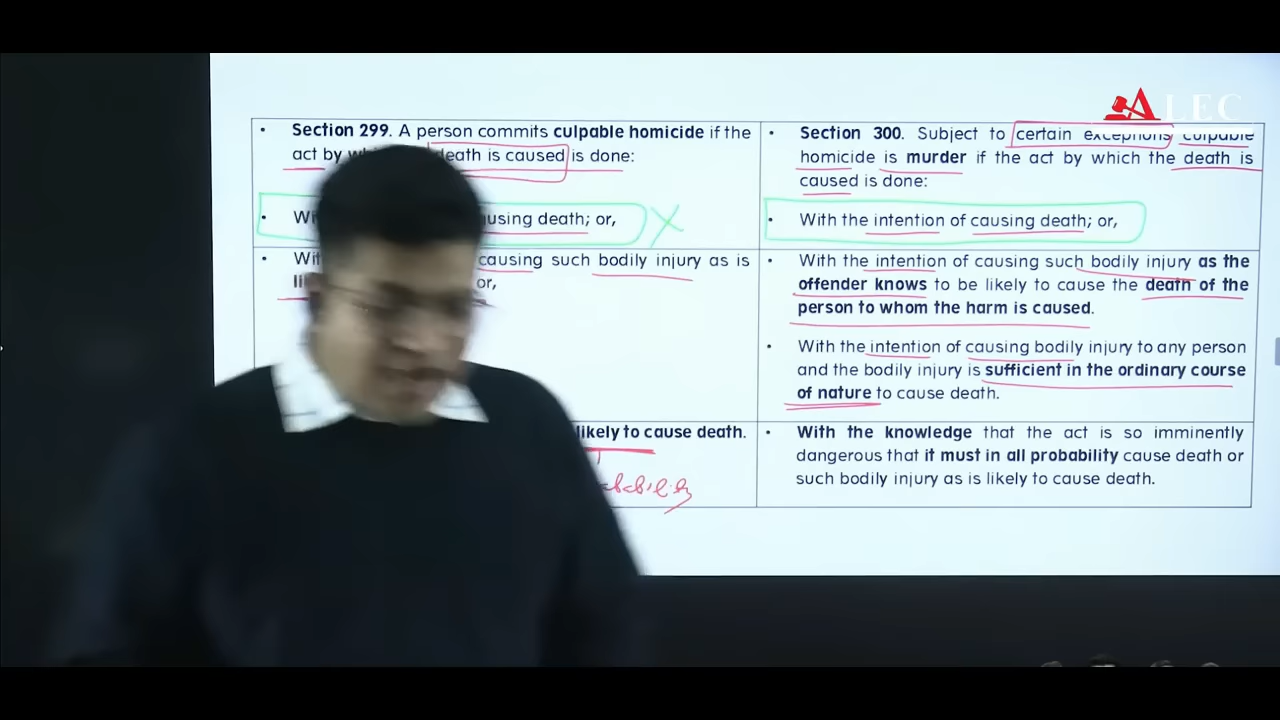 ALEC
Section 299. A person commits culpable homicide if the
act by death is caused is done:
causing death; or,
causing such bodily injury as is
or,
likely to cause death.
Section 300. Subject to certain exceptions culpable
homicide is murder if the act by which the death is
caused is done:
With the intention of causing death; or,
With the intention of causing such bodily injury as the
offender knows to be likely to cause the death of the
person to whom the harm is caused.
With the intention of causing bodily injury to any person
and the bodily injury is sufficient in the ordinary course
of nature to cause death.
With the knowledge that the act is so imminently
dangerous that it must in all probability cause death or
such bodily injury as is likely to cause death.